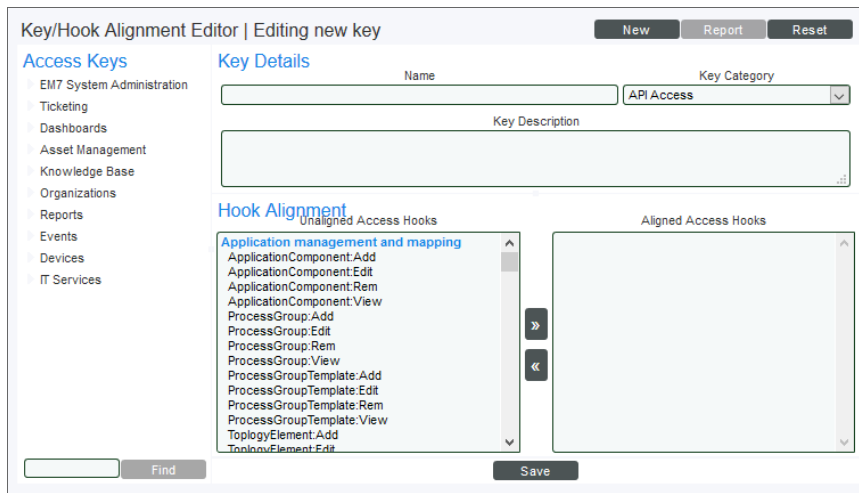 Key/Hook Alignment Editor | Editing new key
New
Report
Reset
Access Keys
EM7 System Administration
Ticketing
Dashboards
Asset Management
Knowledge Base
Organizations
Reports
Events
Devices
IT Services
Find
Key Details
Name
Key Category
API Access
Key Description
Hook Alignment
Unaligned Access Hooks
Aligned Access Hooks
Application management and mapping
ApplicationComponent:Add
ApplicationComponent:Edit
ApplicationComponent:Rem
ApplicationComponent:View
ProcessGroup:Add
ProcessGroup:Edit
ProcessGroup:Rem
ProcessGroup:View
ProcessGroupTemplate:Add
ProcessGroupTemplate:Edit
ProcessGroupTemplate:Rem
ProcessGroupTemplate:View
ToplogyElement:Add
ToplogyElement:Edit
»
«
Save